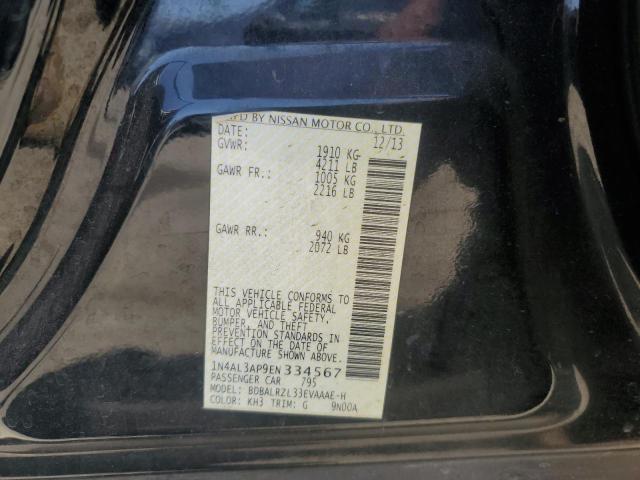 MFD BY NISSAN MOTOR CO., LTD.
DATE: 12/13
GVWR: 1910 KG
4211 LB
GAWR FR.: 1005 KG
2216 LB
GAWR RR.: 940 KG
2072 LB
THIS VEHICLE CONFORMS TO
ALL APPLICABLE FEDERAL
MOTOR VEHICLE SAFETY,
BUMPER, AND THEFT
PREVENTION STANDARDS IN
EFFECT ON THE DATE OF
MANUFACTURE SHOWN ABOVE.
1N4AL3AP9EN334567
PASSENGER CAR 795
MODEL: BDBALRZL33EVAAAE-H
COLOR: KH3 TRIM: G 9N00A